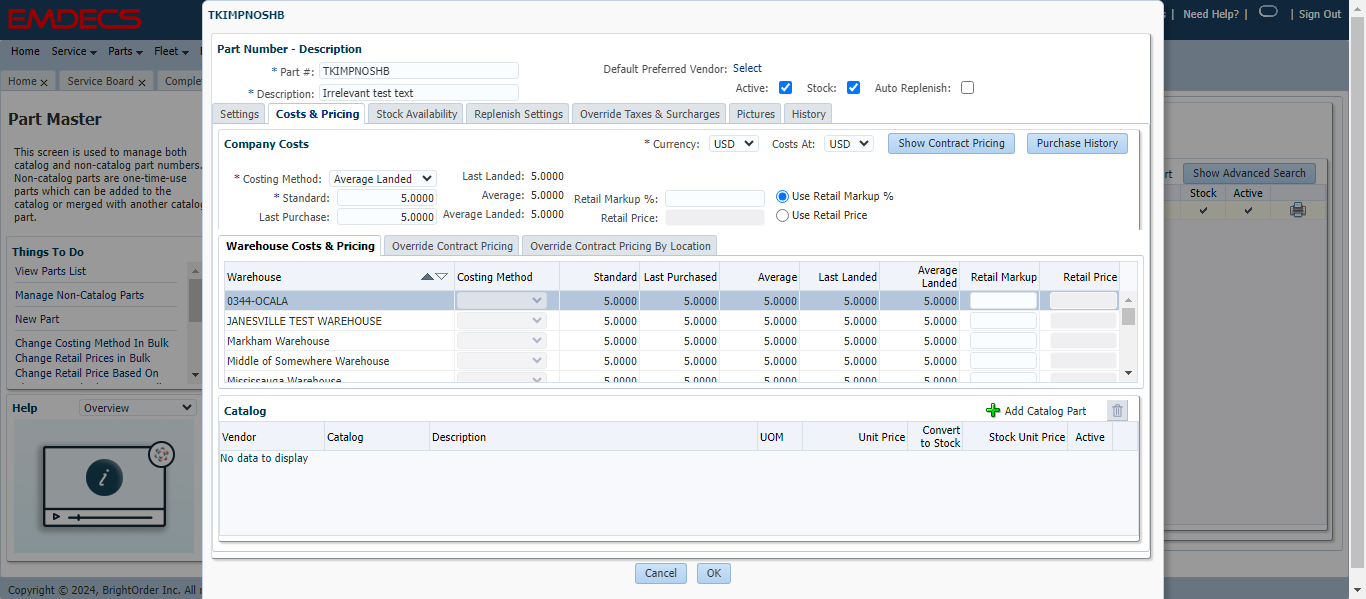 EMDECS
Need Help? |
| Sign Out
Home Service Parts Fleet
Home x Service Board x Comple
Part Master
This screen is used to manage both
catalog and non-catalog part numbers.
Non-catalog parts are one-time-use
parts which can be added to the
catalog or merged with another catalog
part.
Things To Do
View Parts List
Manage Non-Catalog Parts
New Part
Change Costing Method In Bulk
Change Retail Prices in Bulk
Change Retail Price Based On
Help Overview
Copyright © 2024, BrightOrder Inc. All r
TKIMPNOSHB
Part Number - Description
* Part #: TKIMPNOSHB
Default Preferred Vendor: Select
* Description: Irrelevant test text
Active: Stock: Auto Replenish:
Settings Costs & Pricing Stock Availability Replenish Settings Override Taxes & Surcharges Pictures History
Company Costs
* Currency: USD Costs At: USD Show Contract Pricing Purchase History
* Costing Method: Average Landed
* Standard: 5.0000
Last Purchase: 5.0000
Last Landed: 5.0000
Average: 5.0000
Average Landed: 5.0000
Retail Markup %:
Retail Price:
Use Retail Markup %
Use Retail Price
Warehouse Costs & Pricing Override Contract Pricing Override Contract Pricing By Location
Warehouse Costing Method Standard Last Purchased Average Last Landed Average Landed Retail Markup Retail Price
0344-OCALA 5.0000 5.0000 5.0000 5.0000 5.0000
JANESVILLE TEST WAREHOUSE 5.0000 5.0000 5.0000 5.0000 5.0000
Markham Warehouse 5.0000 5.0000 5.0000 5.0000 5.0000
Middle of Somewhere Warehouse 5.0000 5.0000 5.0000 5.0000 5.0000
Mississauga Warehouse 5.0000 5.0000 5.0000 5.0000 5.0000
Catalog
Add Catalog Part
Vendor Catalog Description UOM Unit Price Convert to Stock Stock Unit Price Active
No data to display
Cancel OK
rt Show Advanced Search
Stock Active